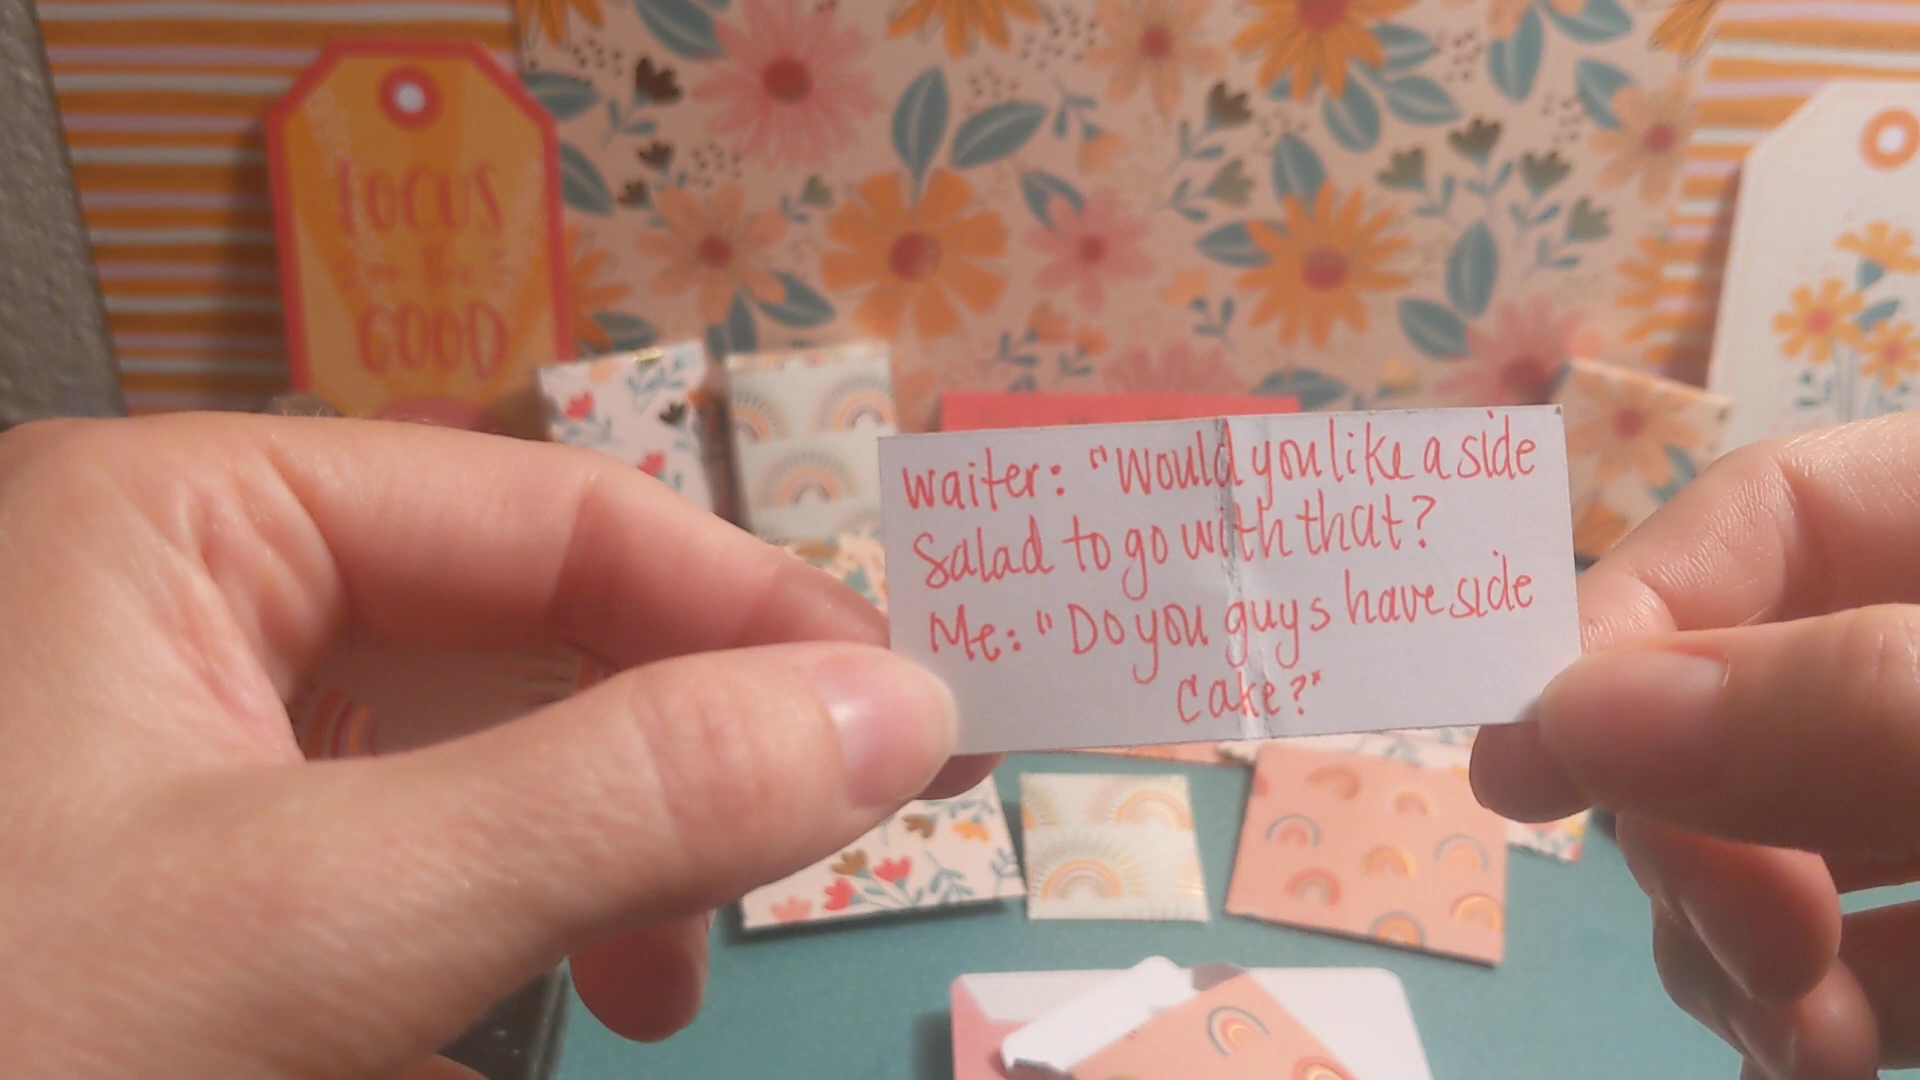 FOCUS
on the
GOOD
waiter: "Would you like a side
Salad to go with that?
Me: "Do you guys have side
cake?"